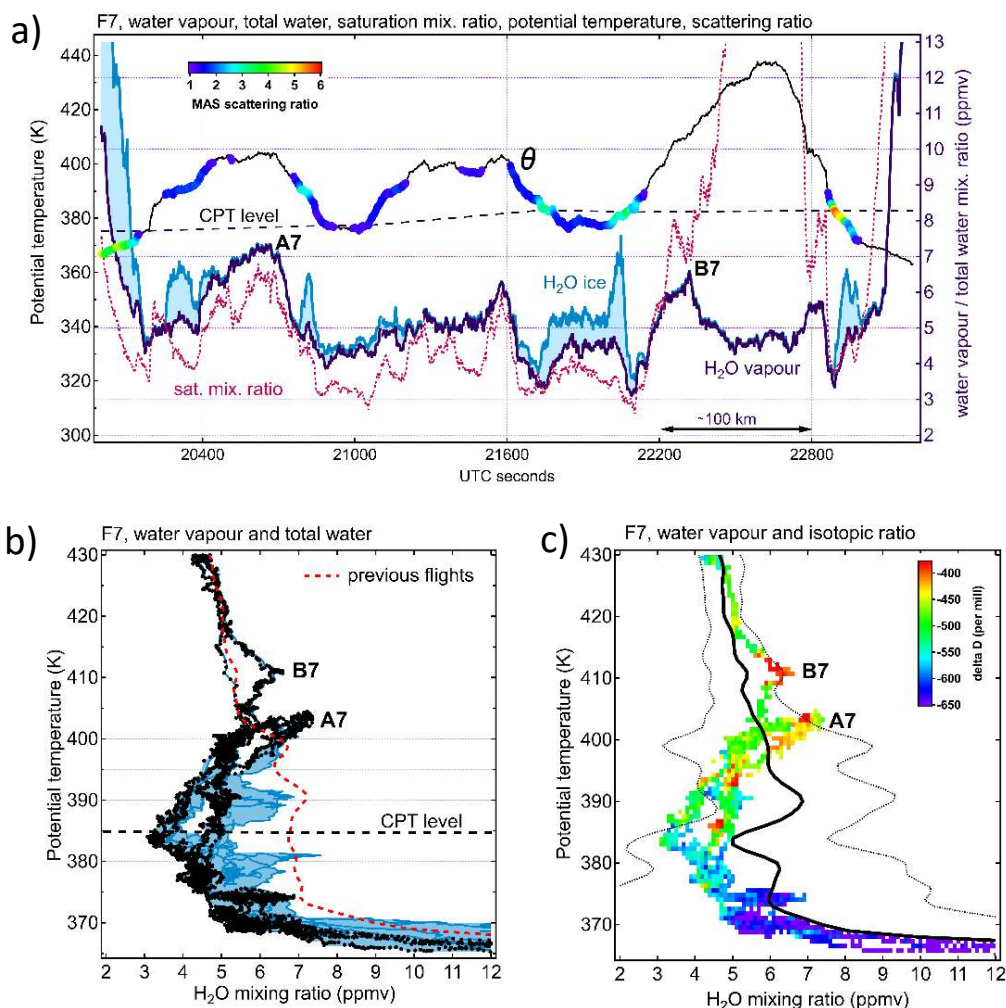 F7, water vapour, total water, saturation mix. ratio, potential temperature, scattering ratio
a)
440
420
400
380
360
340
320
300
Potential temperature (K)
1 2 3 4 5 6
MAS scattering ratio
θ
CPT level
A7
H₂O ice
B7
H₂O vapour
sat. mix. ratio
~100 km
13
12
11
10
9
8
7
6
5
4
3
2
water vapour / total water mix. ratio (ppmv)
20400 21000 21600 22200 22800
UTC seconds
b)
F7, water vapour and total water
430
420
410
400
390
380
370
Potential temperature (K)
previous flights
B7
A7
CPT level
2 3 4 5 6 7 8 9 10 11 12
H₂O mixing ratio (ppmv)
c)
F7, water vapour and isotopic ratio
430
420
410
400
390
380
370
Potential temperature (K)
-400
-450
-500
-550
-600
-650
delta D (per mill)
B7
A7
2 3 4 5 6 7 8 9 10 11 12
H₂O mixing ratio (ppmv)